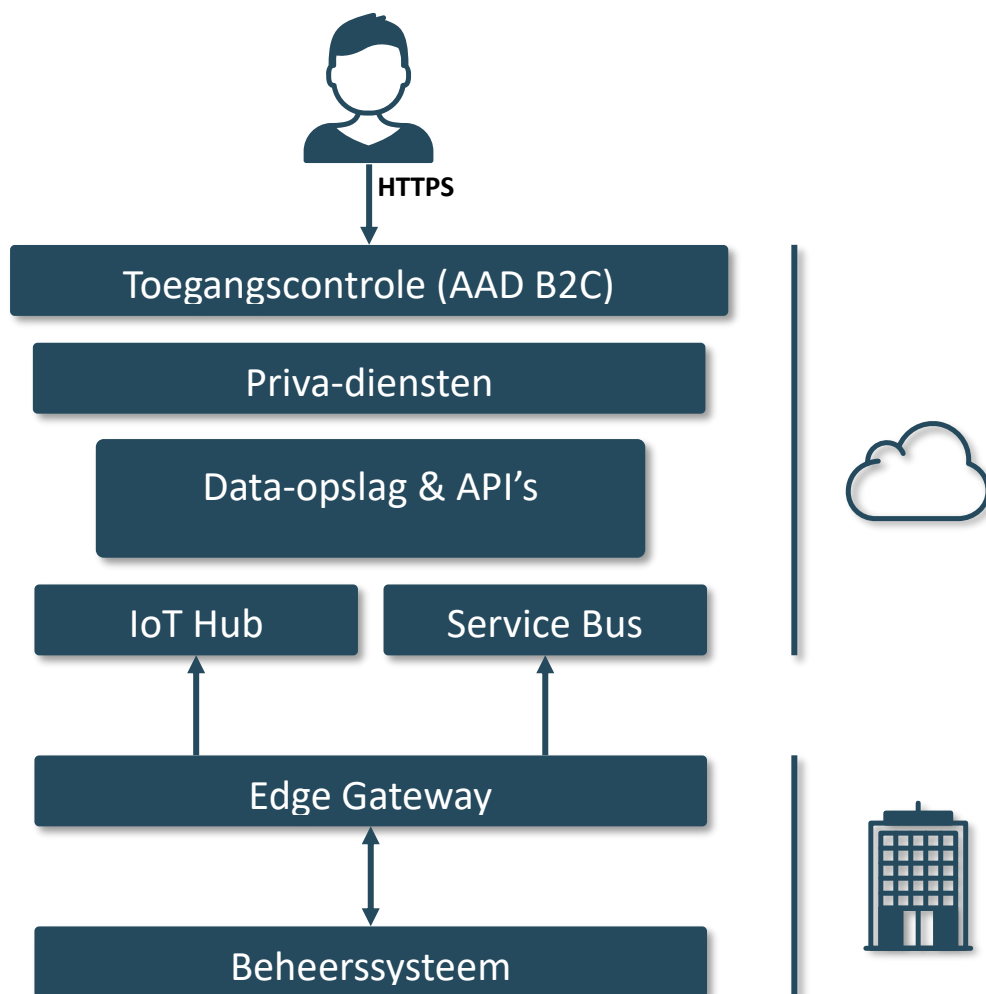 HTTPS
Toegangscontrole (AAD B2C)
Priva-diensten
Data-opslag & API’s
IoT Hub
Service Bus
Edge Gateway
Beheerssysteem